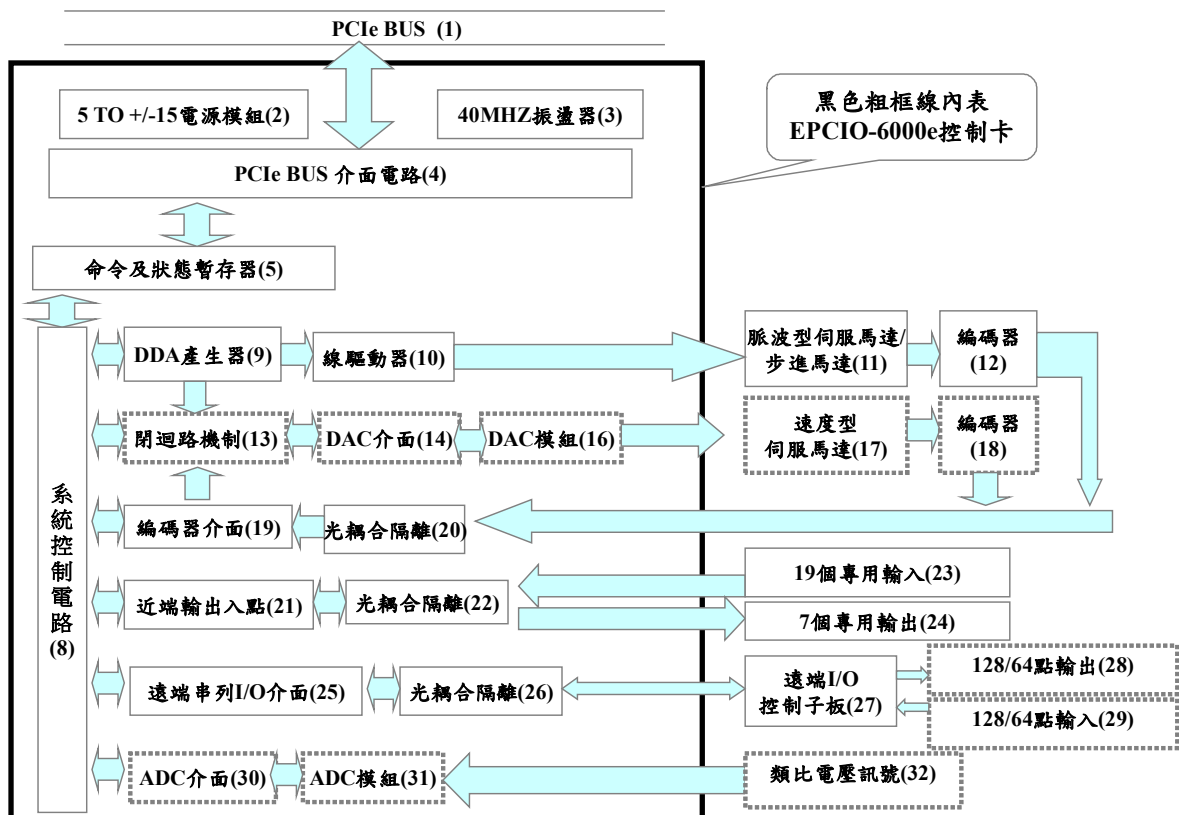 PCIe BUS (1)
5 TO +/-15電源模組(2)
40MHZ振盪器(3)
黑色粗框線內表
EPCIO-6000e控制卡
PCIe BUS 介面電路(4)
命令及狀態暫存器(5)
系統控制電路(8)
DDA產生器(9)
線驅動器(10)
脈波型伺服馬達/
步進馬達(11)
編碼器
(12)
閉迴路機制(13)
DAC介面(14)
DAC模組(16)
速度型
伺服馬達(17)
編碼器
(18)
編碼器介面(19)
光耦合隔離(20)
近端輸出入點(21)
光耦合隔離(22)
19個專用輸入(23)
7個專用輸出(24)
遠端串列I/O介面(25)
光耦合隔離(26)
遠端I/O
控制子板(27)
128/64點輸出(28)
128/64點輸入(29)
ADC介面(30)
ADC模組(31)
類比電壓訊號(32)